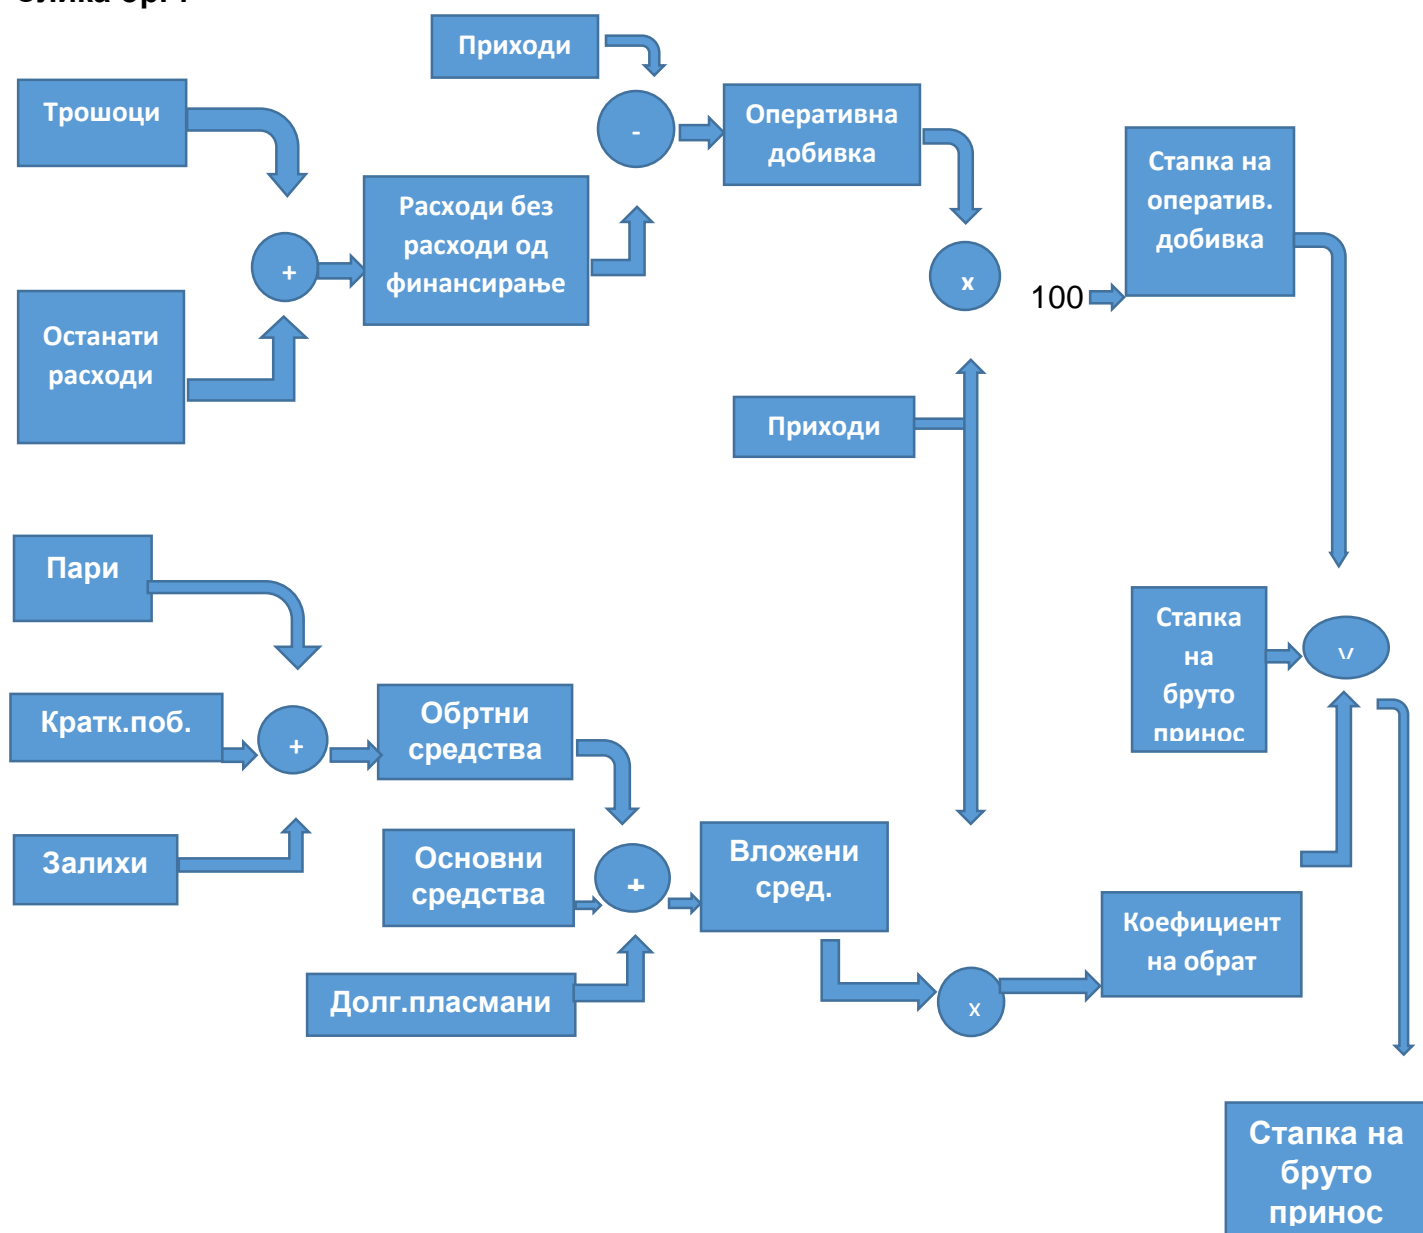 Приходи
Трошоци
-
Оперативна
добивка
Стапка на
оператив.
добивка
Расходи без
расходи од
финансирање
+
x
100
Останати
расходи
Приходи
Пари
Стапка
на
бруто
принос
Кратк.поб.
+
Обртни
средства
Залихи
Основни
средства
+
Вложени
сред.
Коефициент
на обрат
Долг.пласмани
x
Стапка на
бруто
принос